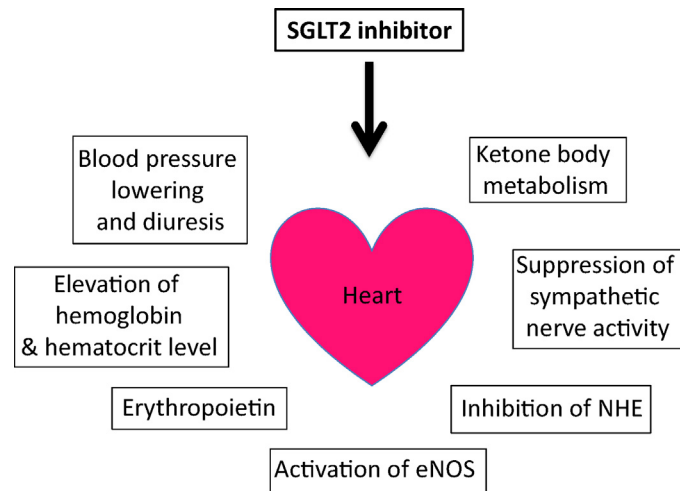 SGLT2 inhibitor
Blood pressure
lowering
and diuresis
Ketone body
metabolism
Elevation of
hemoglobin
& hematocrit level
Heart
Suppression of
sympathetic
nerve activity
Erythropoietin
Inhibition of NHE
Activation of eNOS